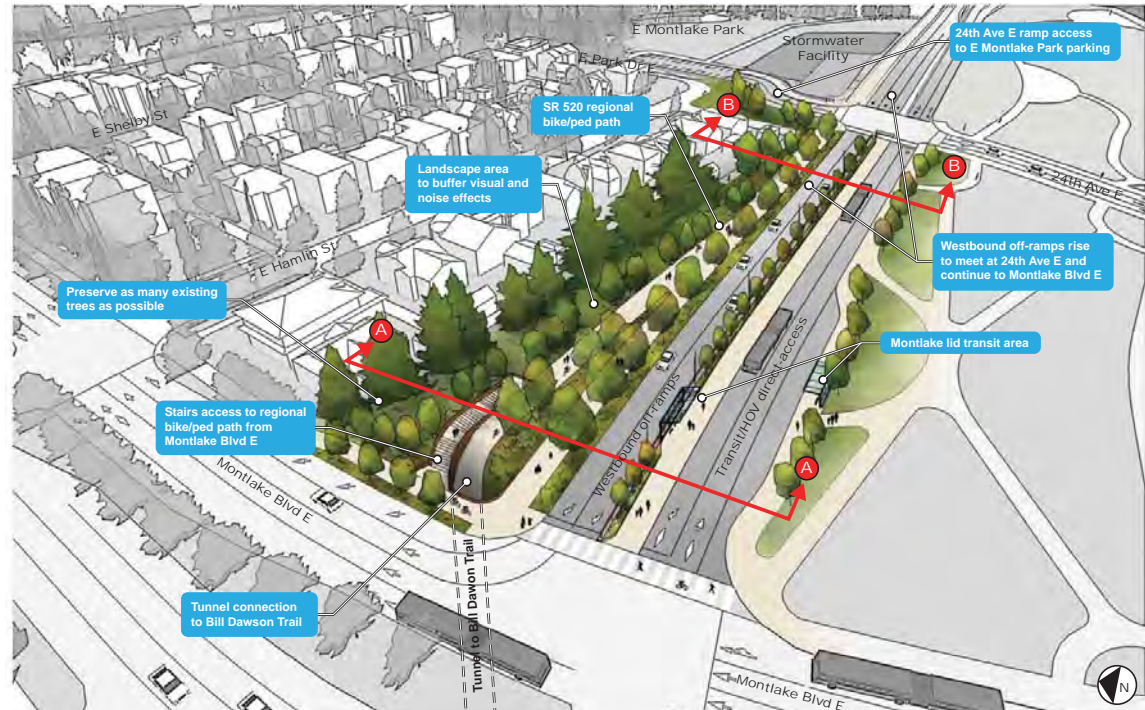 E Montlake Park
Stormwater
Facility
24th Ave E ramp access
to E Montlake Park parking
E Park Dr E
SR 520 regional
bike/ped path
B
E Shelby St
Landscape area
to buffer visual and
noise effects
B
24th Ave E
E Hamlin St
Westbound off-ramps rise
to meet at 24th Ave E and
continue to Montlake Blvd E
Preserve as many existing
trees as possible
A
Montlake lid transit area
Stairs access to regional
bike/ped path from
Montlake Blvd E
Westbound off-ramps
Transit/HOV direct-access
A
Montlake Blvd E
Tunnel connection
to Bill Dawson Trail
Tunnel to Bill Dawon Trail
Montlake Blvd E
N